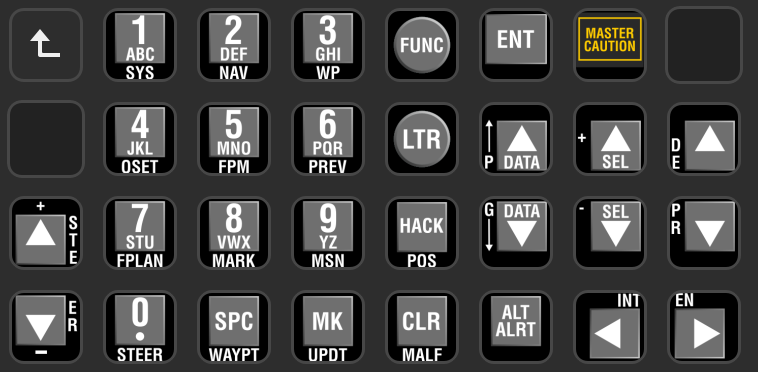 1
ABC
SYS
2
DEF
NAV
3
GHI
WP
FUNC
ENT
MASTER
CAUTION
4
JKL
OSET
5
MNO
FPM
6
PQR
PREV
LTR
P
DATA
+
SEL
D
E
+
S
T
E
7
STU
FPLAN
8
VWX
MARK
9
YZ
MSN
HACK
POS
G
DATA
-
SEL
P
R
E
R
-
0
•
STEER
SPC
WAYPT
MK
UPDT
CLR
MALF
ALT
ALRT
INT
EN